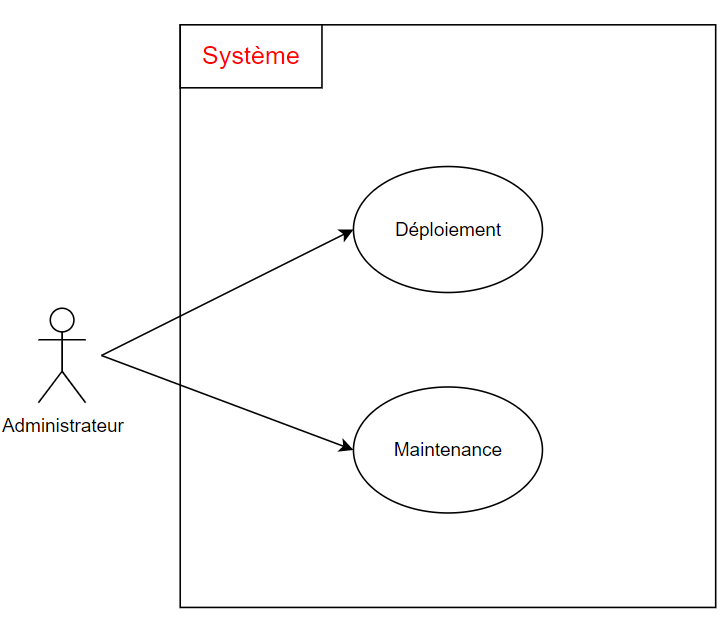 Système
Déploiement
Administrateur
Maintenance